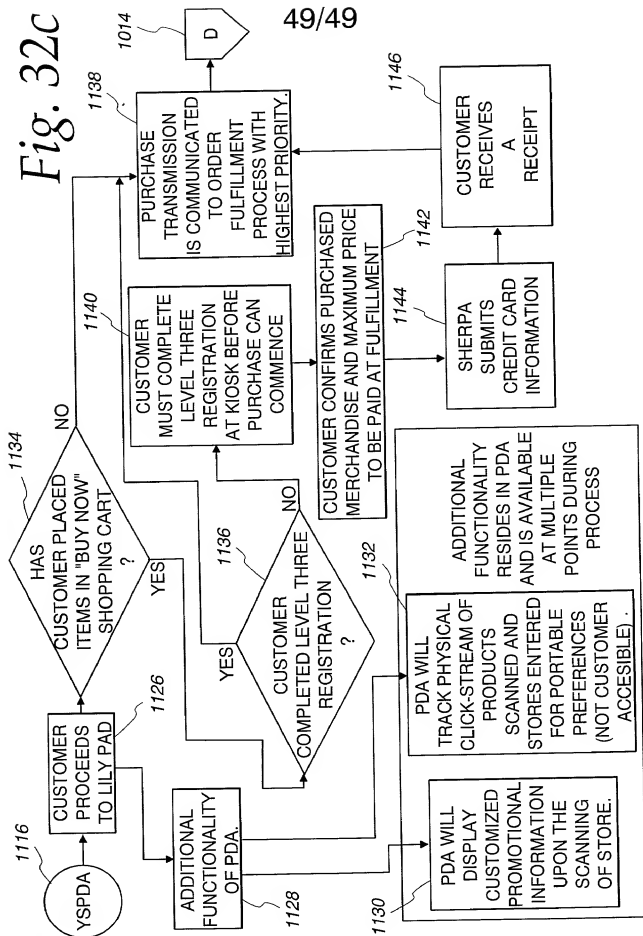 49/49
Fig. 32c
1116
YSPDA
1126
CUSTOMER
PROCEEDS
TO LILY PAD
1134
HAS
CUSTOMER PLACED
ITEMS IN "BUY NOW"
SHOPPING CART
?
NO
YES
1138
PURCHASE
TRANSMISSION
IS COMMUNICATED
TO ORDER
FULFILLMENT
PROCESS WITH
HIGHEST PRIORITY.
D
1014
1136
CUSTOMER
COMPLETED LEVEL THREE
REGISTRATION
?
YES
NO
1140
CUSTOMER
MUST COMPLETE
LEVEL THREE
REGISTRATION
AT KIOSK BEFORE
PURCHASE CAN
COMMENCE
CUSTOMER CONFIRMS PURCHASED
MERCHANDISE AND MAXIMUM PRICE
TO BE PAID AT FULFILLMENT
1142
1144
SHERPA
SUBMITS
CREDIT CARD
INFORMATION
1146
CUSTOMER
RECEIVES
A
RECEIPT
ADDITIONAL
FUNCTIONALITY
OF PDA.
1128
1130
PDA WILL
DISPLAY
CUSTOMIZED
PROMOTIONAL
INFORMATION
UPON THE
SCANNING
OF STORE.
1132
PDA WILL
TRACK PHYSICAL
CLICK-STREAM OF
PRODUCTS
SCANNED AND
STORES ENTERED
FOR PORTABLE
PREFERENCES
(NOT CUSTOMER
ACCESIBLE) .
ADDITIONAL
FUNCTIONALITY
RESIDES IN PDA
AND IS AVAILABLE
AT MULTIPLE
POINTS DURING
PROCESS